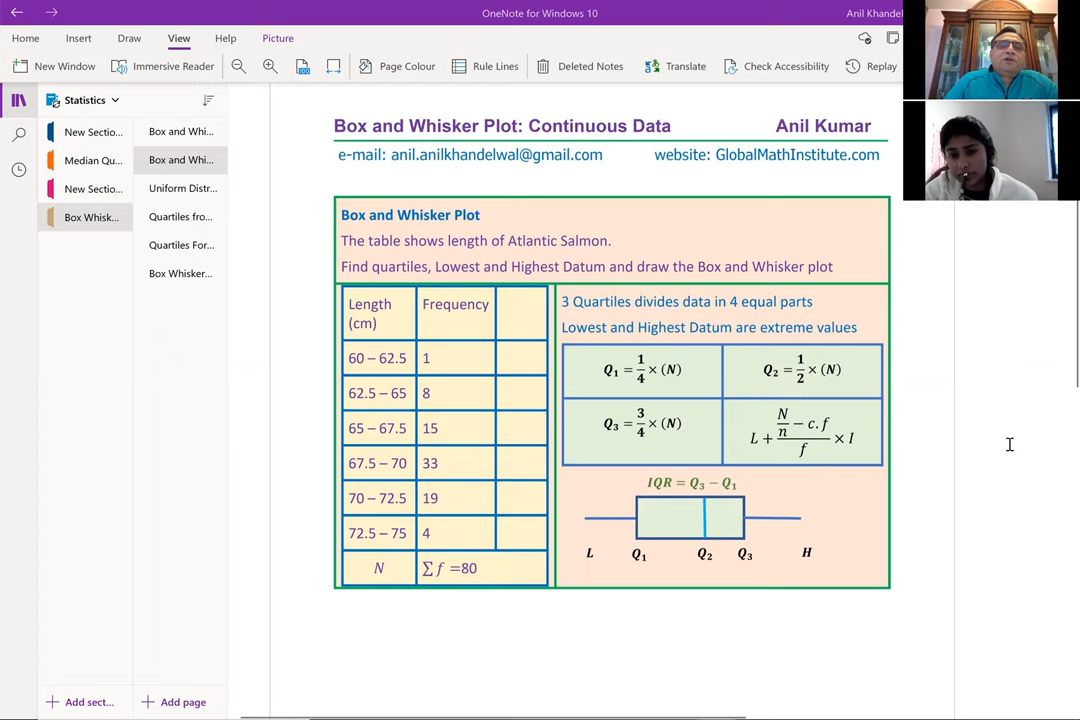 OneNote for Windows 10
Anil Khandel
Home Insert Draw View Help Picture
New Window Immersive Reader Page Colour Rule Lines Deleted Notes Translate Check Accessibility Replay
Statistics
New Sectio...
Median Qu...
New Sectio...
Box Whisk...
Box and Whi...
Box and Whi...
Uniform Distr...
Quartiles fro...
Quartiles For...
Box Whisker...
Box and Whisker Plot: Continuous Data Anil Kumar
e-mail: anil.anilkhandelwal@gmail.com website: GlobalMathInstitute.com
Box and Whisker Plot
The table shows length of Atlantic Salmon.
Find quartiles, Lowest and Highest Datum and draw the Box and Whisker plot
Length (cm) Frequency
60 – 62.5 1
62.5 – 65 8
65 – 67.5 15
67.5 – 70 33
70 – 72.5 19
72.5 – 75 4
N ∑f =80
3 Quartiles divides data in 4 equal parts
Lowest and Highest Datum are extreme values
Q₁ = 1/4 × (N) Q₂ = 1/2 × (N)
Q₃ = 3/4 × (N) L + (N/n − c.f)/f × I
IQR = Q₃ − Q₁
L Q₁ Q₂ Q₃ H
Add sect... Add page